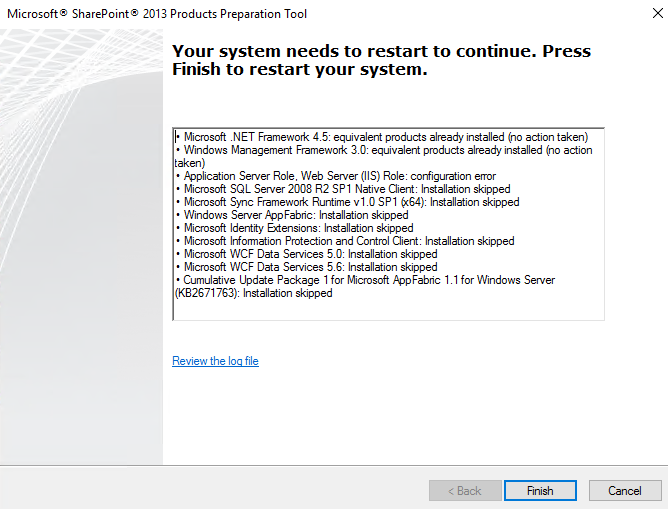 Microsoft® SharePoint® 2013 Products Preparation Tool
Your system needs to restart to continue. Press
Finish to restart your system.
• Microsoft .NET Framework 4.5: equivalent products already installed (no action taken)
• Windows Management Framework 3.0: equivalent products already installed (no action
taken)
• Application Server Role, Web Server (IIS) Role: configuration error
• Microsoft SQL Server 2008 R2 SP1 Native Client: Installation skipped
• Microsoft Sync Framework Runtime v1.0 SP1 (x64): Installation skipped
• Windows Server AppFabric: Installation skipped
• Microsoft Identity Extensions: Installation skipped
• Microsoft Information Protection and Control Client: Installation skipped
• Microsoft WCF Data Services 5.0: Installation skipped
• Microsoft WCF Data Services 5.6: Installation skipped
• Cumulative Update Package 1 for Microsoft AppFabric 1.1 for Windows Server
(KB2671763): Installation skipped
Review the log file
< Back
Finish
Cancel